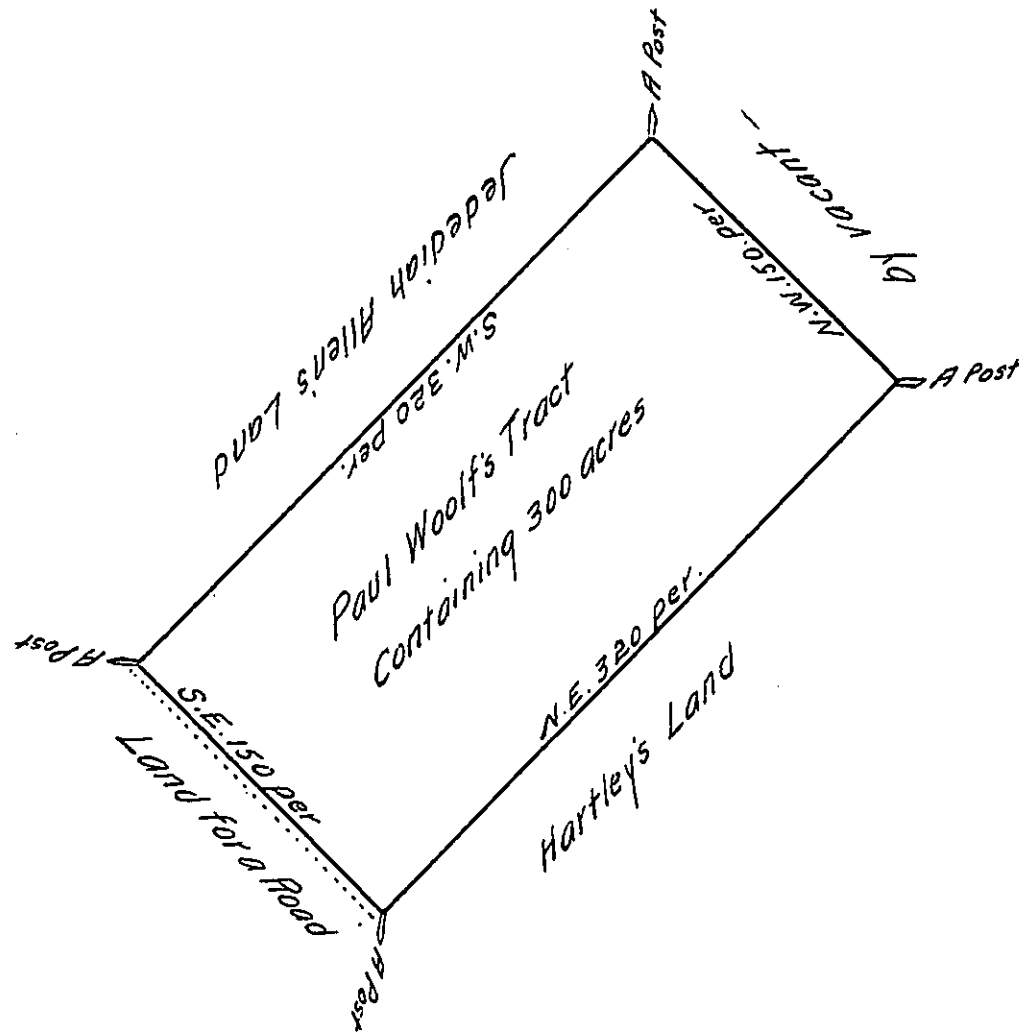 A Post
by vacant -
N.W. 150. per
Jedediah Allen's Land
S.W. 320 per.
A Post
Paul Woolf's Tract
Containing 300 acres
A Post
S.E. 150 per
Land for a Road
N.E. 320 per.
Hartley's Land
A Post